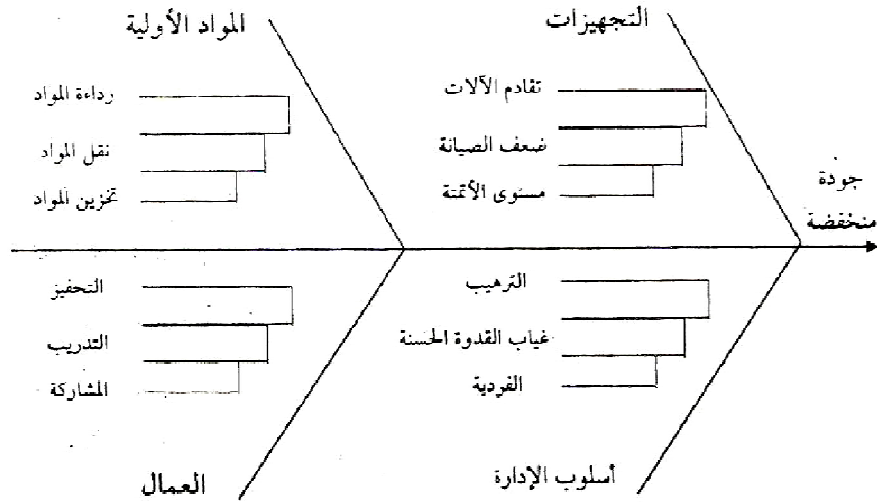 التجهيزات
المواد الأولية
تقادم الآلات
ضعف الصيانة
مستوى الأتمتة
رداءة المواد
نقل المواد
تخزين المواد
جودة
منخفضة
الترهيب
غياب القدوة الحسنة
الفردية
التحفيز
التدريب
المشاركة
أسلوب الإدارة
العمال